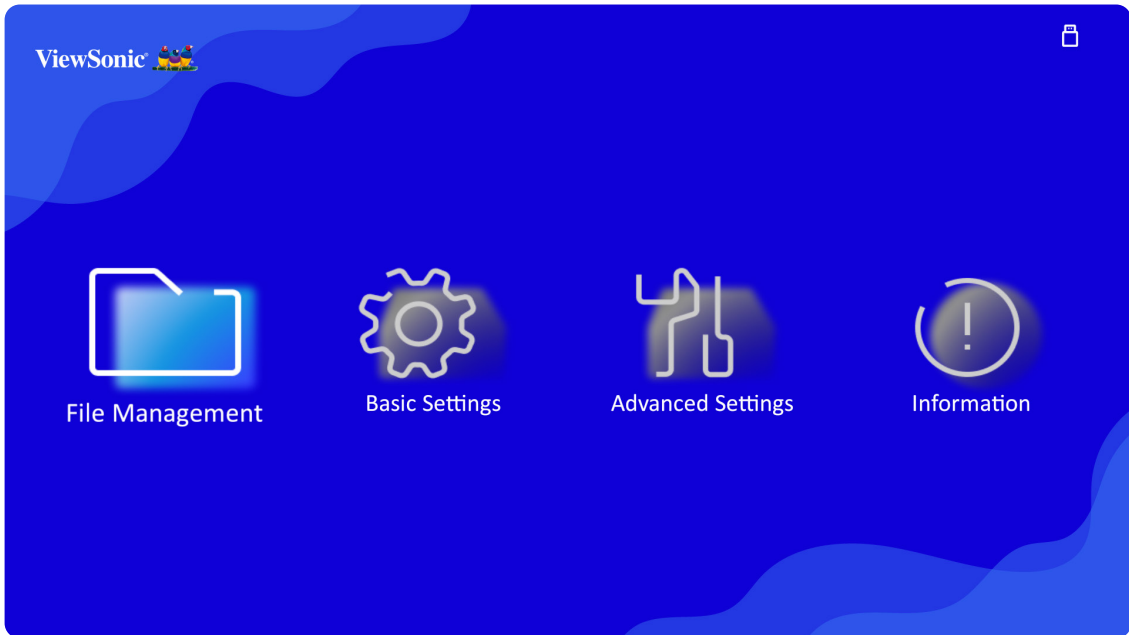 ViewSonic
File Management
Basic Settings
Advanced Settings
Information